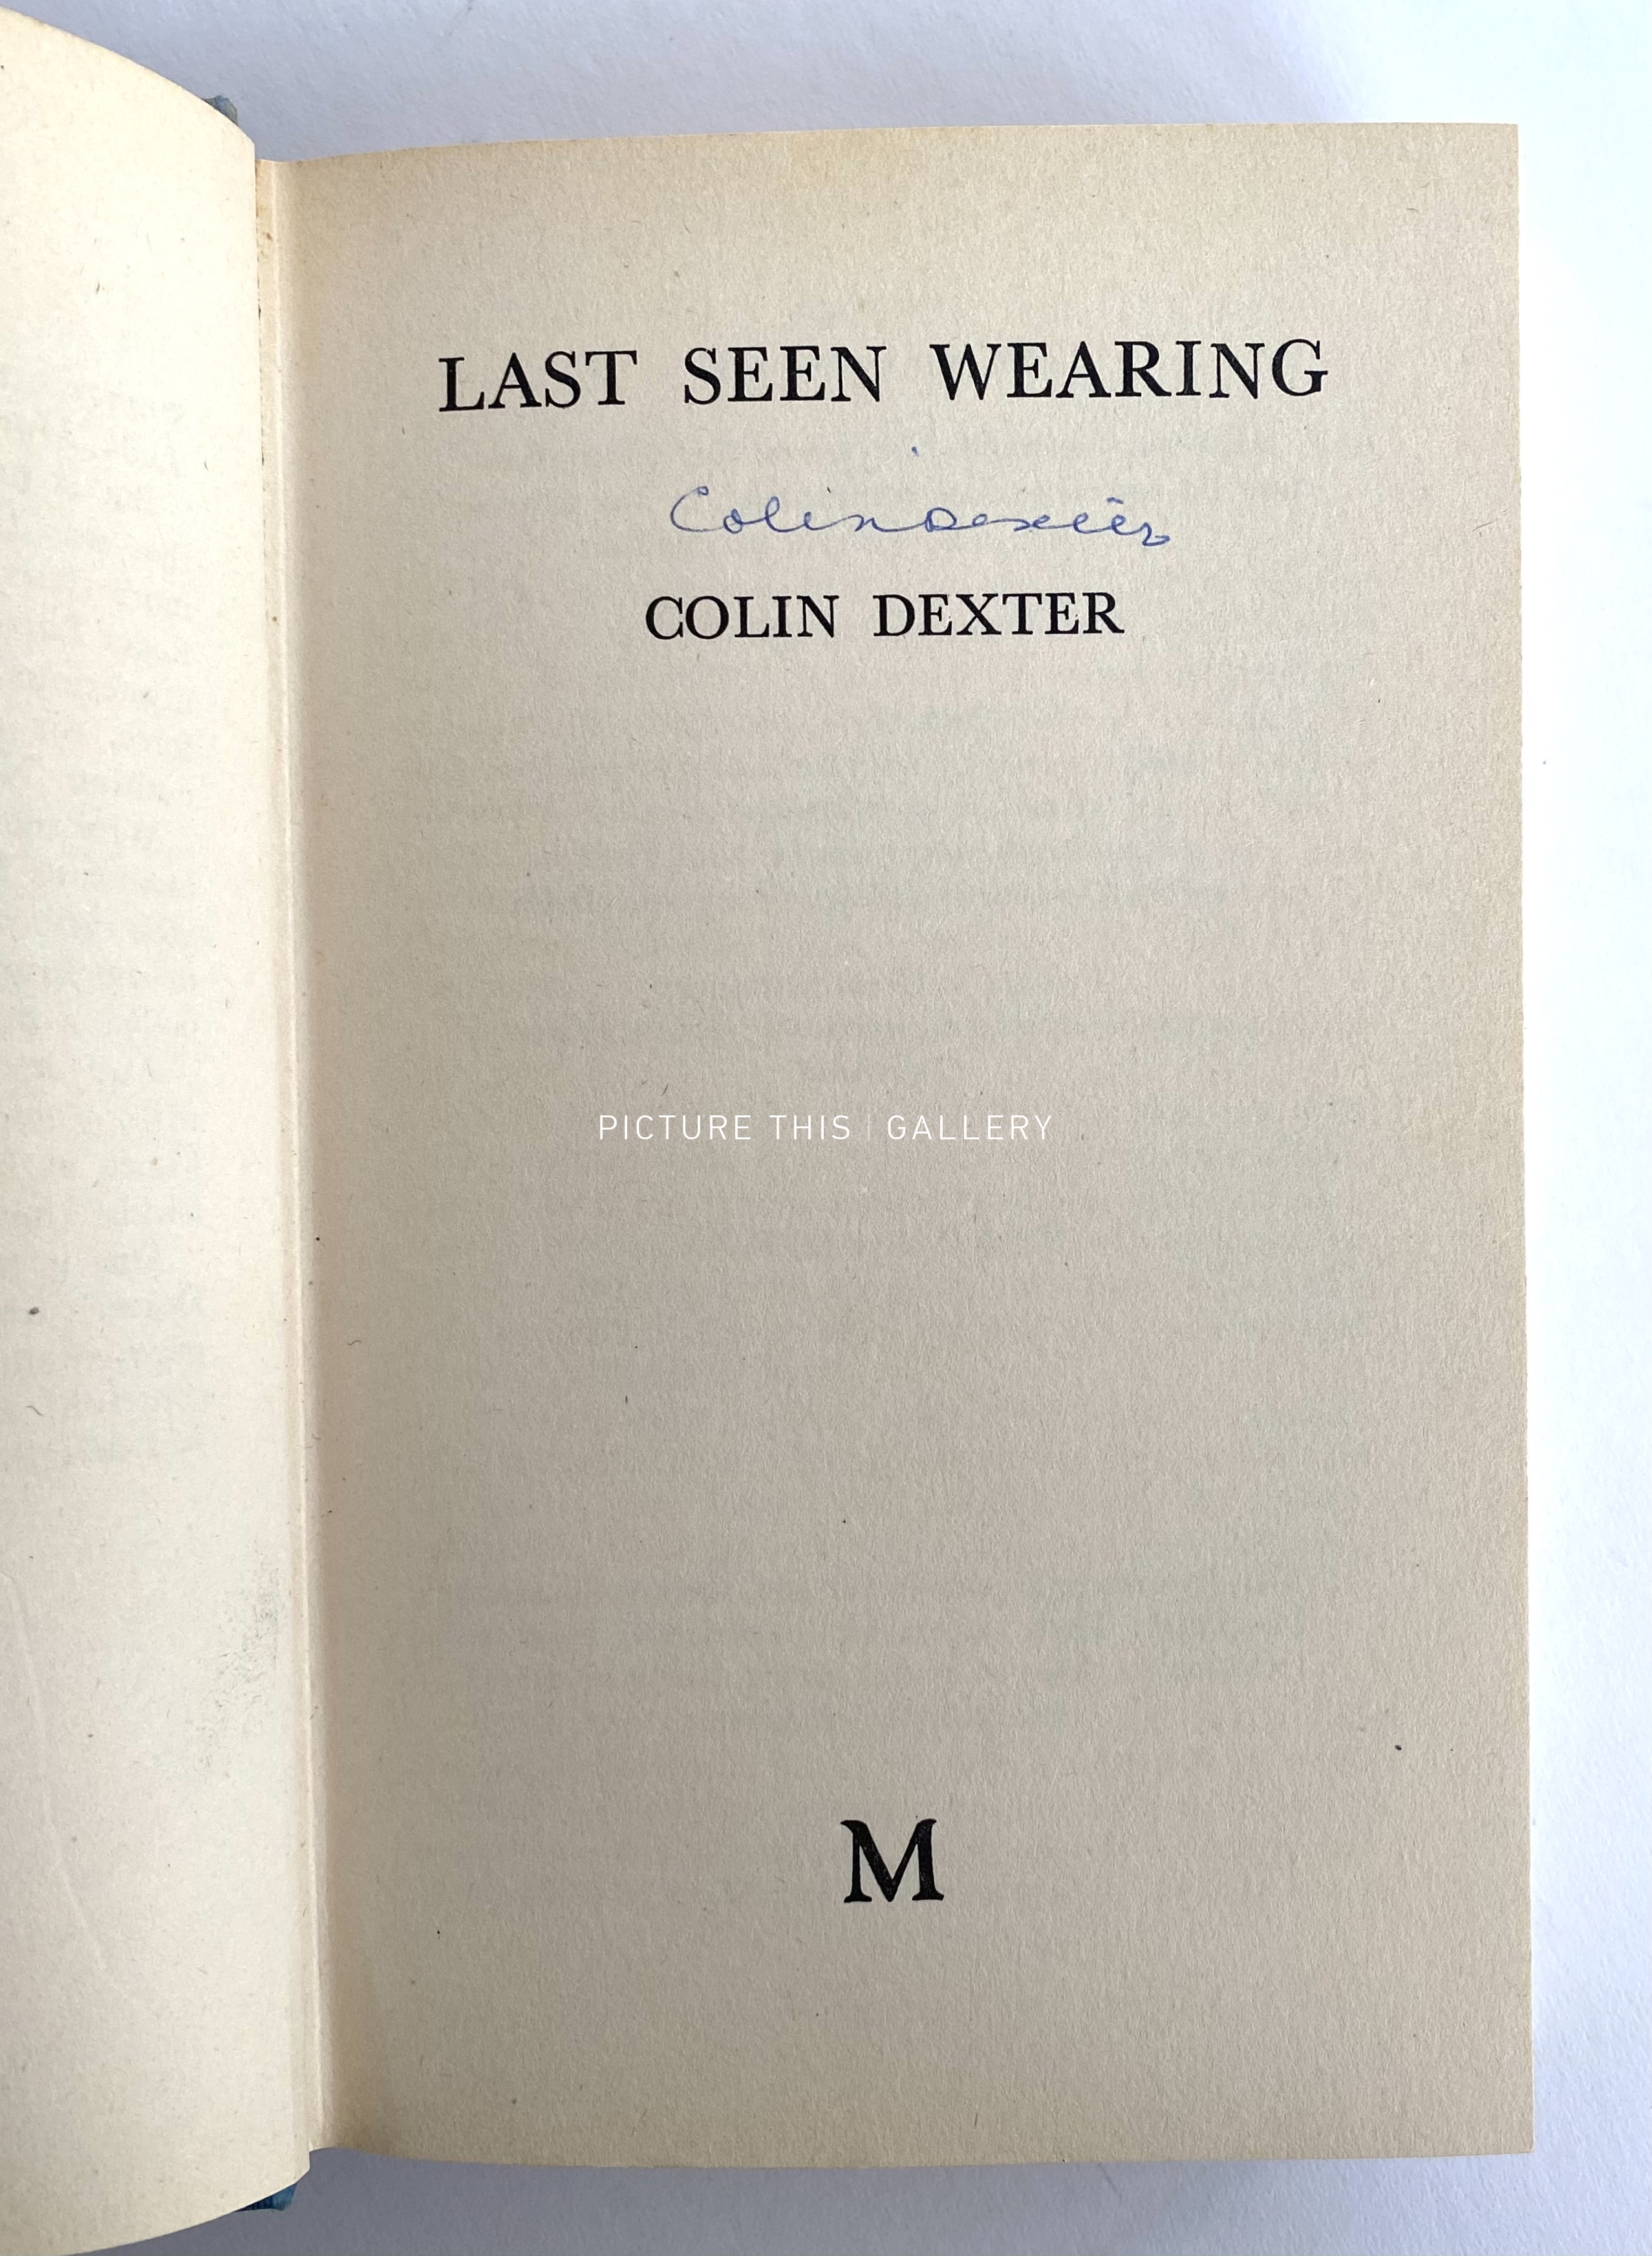 LAST SEEN WEARING
Colin Dexter
COLIN DEXTER
PICTURE THIS | GALLERY
M